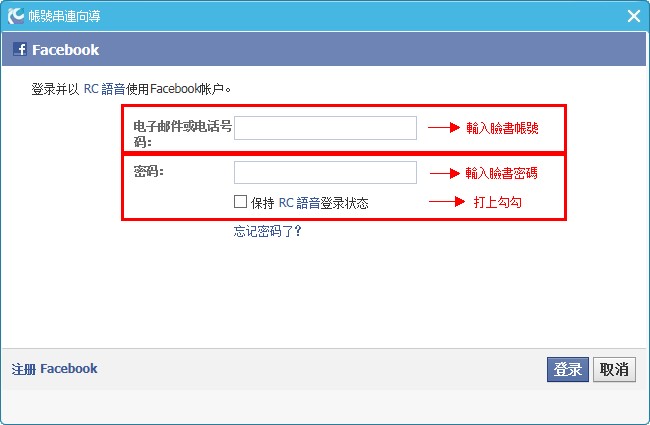 帳號串連向導
Facebook
登录并以 RC 語音使用Facebook帐户。
电子邮件或电话号
码：
輸入臉書帳號
密码：
輸入臉書密碼
保持 RC 語音登录状态
打上勾勾
忘记密码了？
注册 Facebook
登录
取消